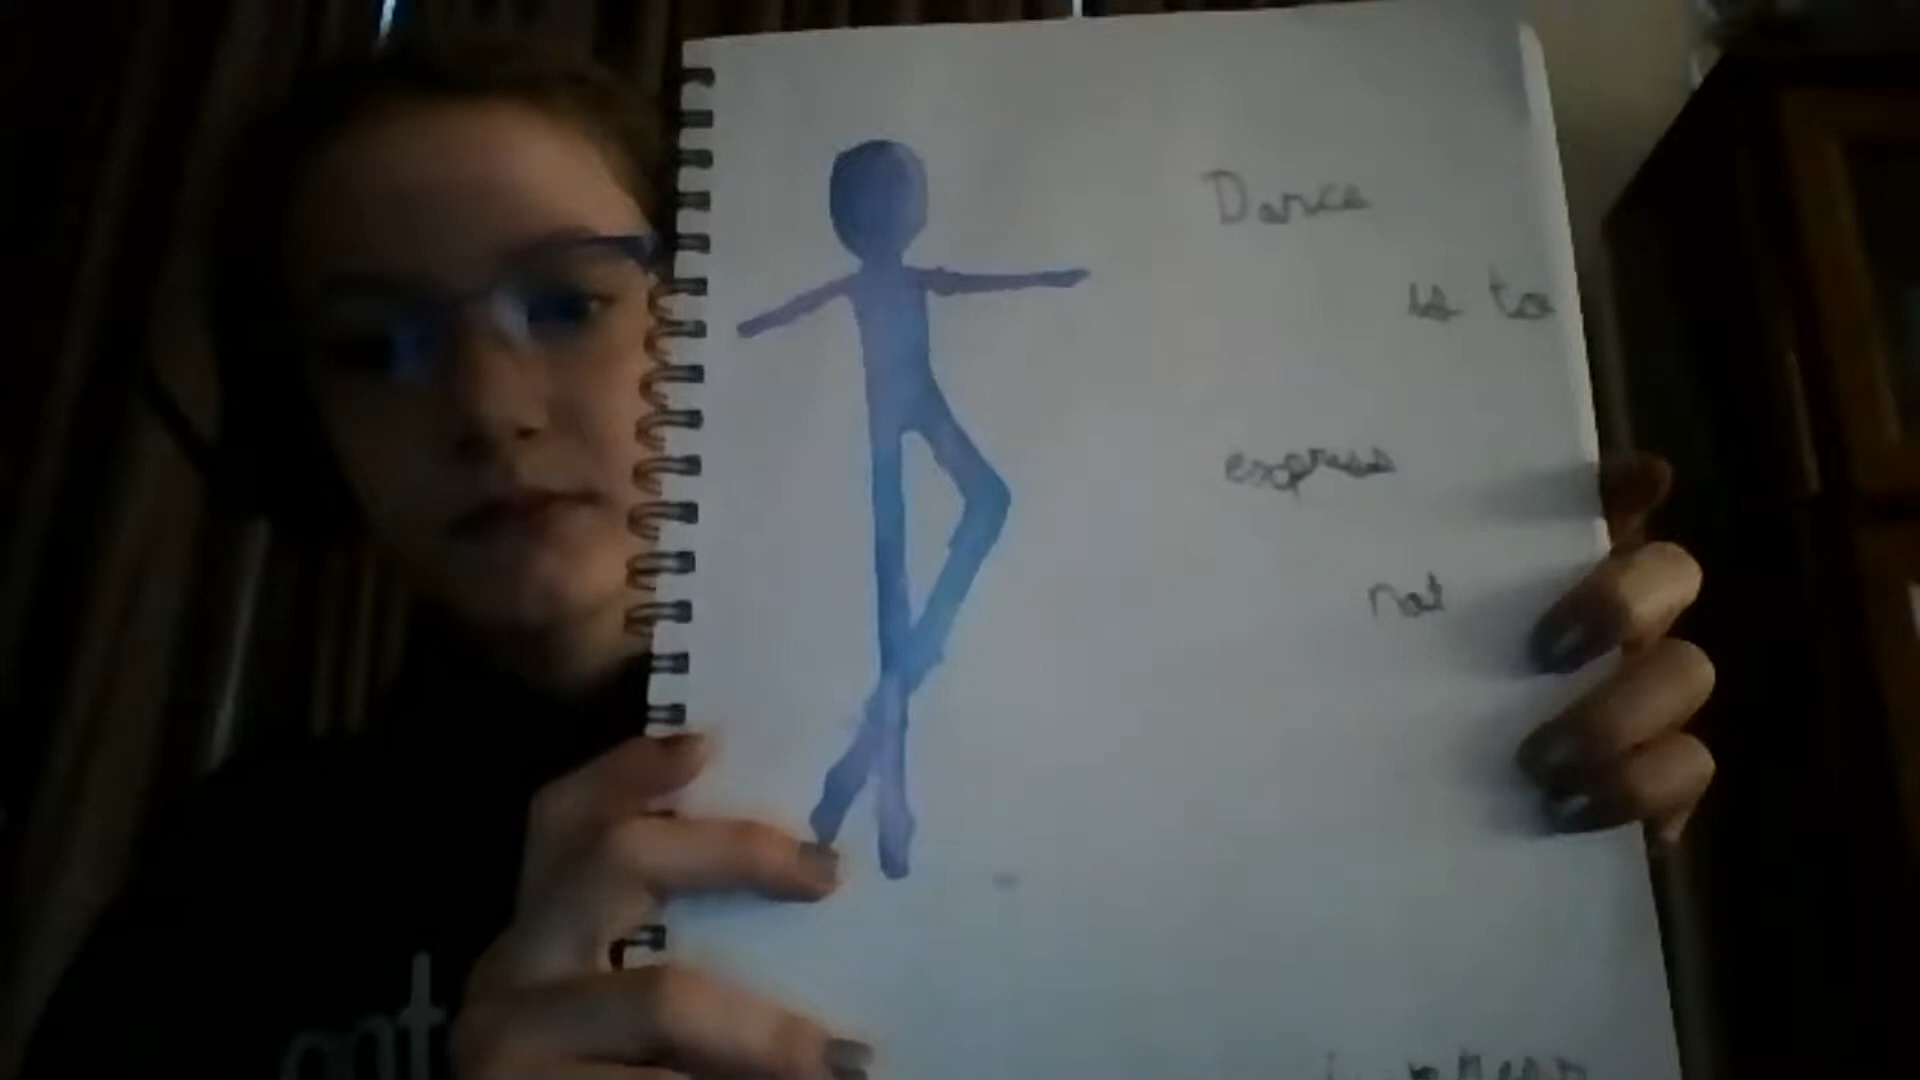 Dance
is to
express
not